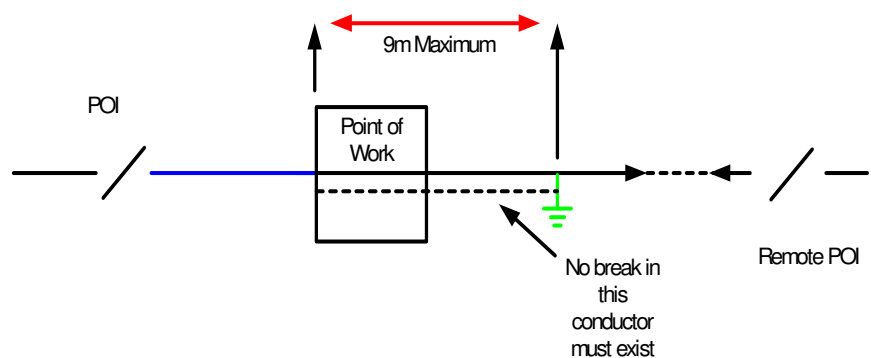 9m Maximum
POI
Point of
Work
Remote POI
No break in
this
conductor
must exist